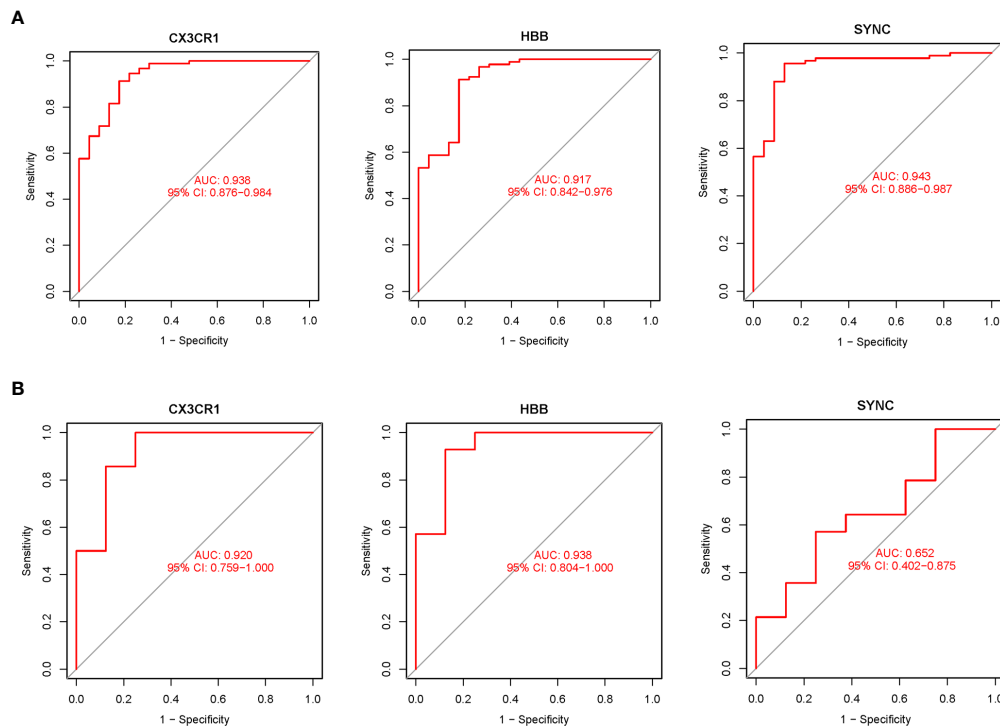 A
CX3CR1
Sensitivity
0.0 0.2 0.4 0.6 0.8 1.0
AUC: 0.938
95% CI: 0.876−0.984
0.0 0.2 0.4 0.6 0.8 1.0
1 − Specificity
HBB
Sensitivity
0.0 0.2 0.4 0.6 0.8 1.0
AUC: 0.917
95% CI: 0.842−0.976
0.0 0.2 0.4 0.6 0.8 1.0
1 − Specificity
SYNC
Sensitivity
0.0 0.2 0.4 0.6 0.8 1.0
AUC: 0.943
95% CI: 0.886−0.987
0.0 0.2 0.4 0.6 0.8 1.0
1 − Specificity
B
CX3CR1
Sensitivity
0.0 0.2 0.4 0.6 0.8 1.0
AUC: 0.920
95% CI: 0.759−1.000
0.0 0.2 0.4 0.6 0.8 1.0
1 − Specificity
HBB
Sensitivity
0.0 0.2 0.4 0.6 0.8 1.0
AUC: 0.938
95% CI: 0.804−1.000
0.0 0.2 0.4 0.6 0.8 1.0
1 − Specificity
SYNC
Sensitivity
0.0 0.2 0.4 0.6 0.8 1.0
AUC: 0.652
95% CI: 0.402−0.875
0.0 0.2 0.4 0.6 0.8 1.0
1 − Specificity